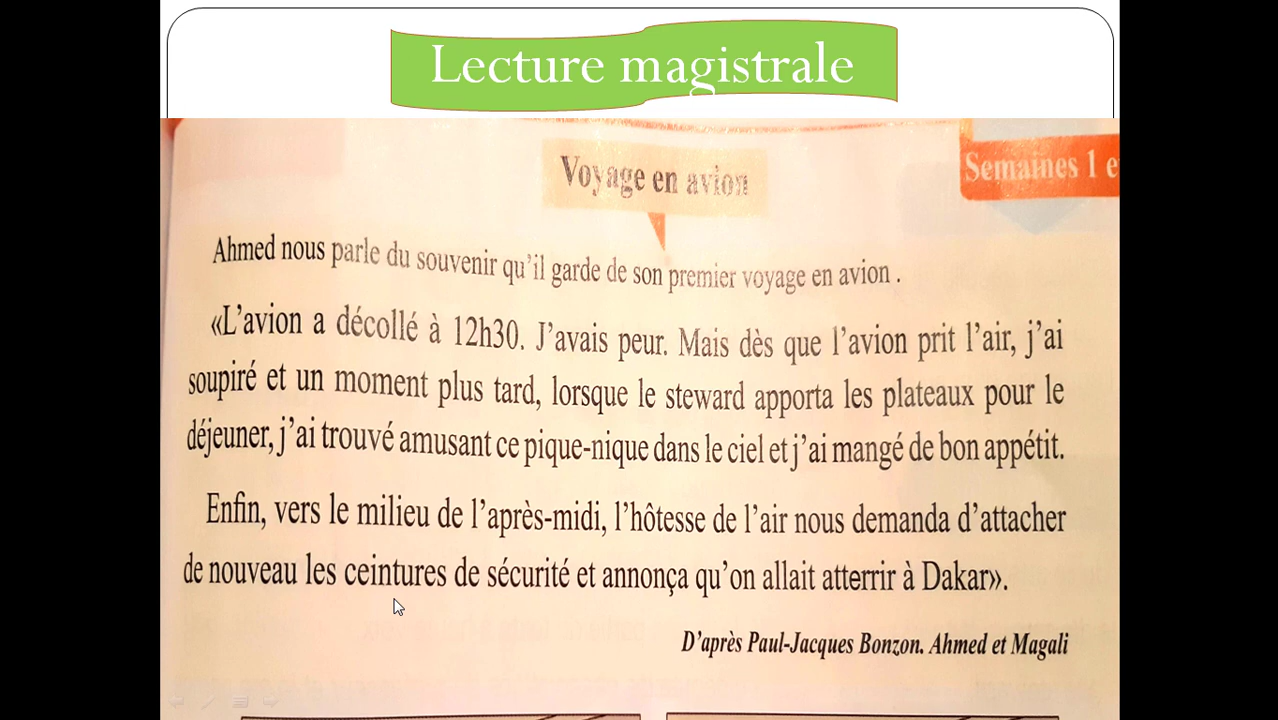 Lecture magistrale
Voyage en avion
Semaines 1 e
Ahmed nous parle du souvenir qu'il garde de son premier voyage en avion .
«L'avion a décollé à 12h30. J'avais peur. Mais dès que l'avion prit l'air, j'ai
soupiré et un moment plus tard, lorsque le steward apporta les plateaux pour le
déjeuner, j'ai trouvé amusant ce pique-nique dans le ciel et j'ai mangé de bon appétit.
Enfin, vers le milieu de l'après-midi, l'hôtesse de l'air nous demanda d'attacher
de nouveau les ceintures de sécurité et annonça qu'on allait atterrir à Dakar».
D'après Paul-Jacques Bonzon. Ahmed et Magali